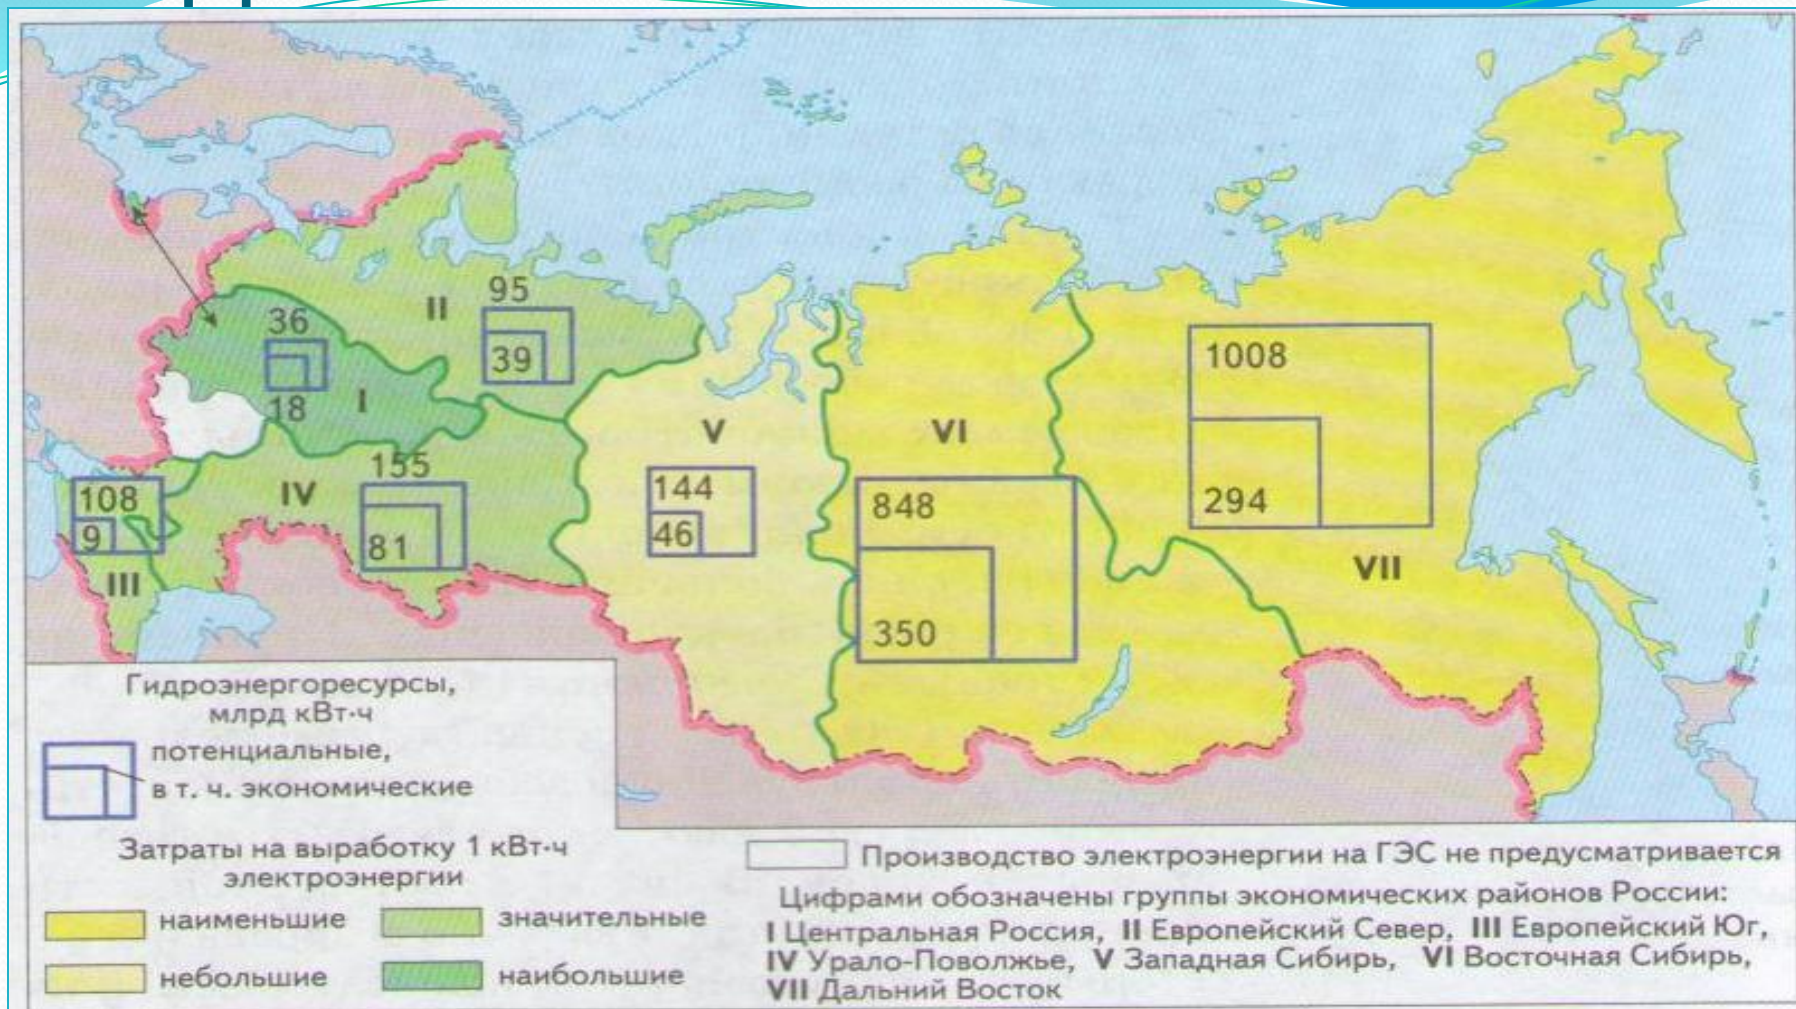 95
II
36
39
1008
18
I
V
VI
155
108
IV
144
848
294
9
81
46
VII
III
350
Гидроэнергоресурсы,
млрд кВт·ч
потенциальные,
в т. ч. экономические
Затраты на выработку 1 кВт·ч
электроэнергии
наименьшие
значительные
небольшие
наибольшие
Производство электроэнергии на ГЭС не предусматривается
Цифрами обозначены группы экономических районов России:
I Центральная Россия, II Европейский Север, III Европейский Юг,
IV Урало-Поволжье, V Западная Сибирь, VI Восточная Сибирь,
VII Дальний Восток